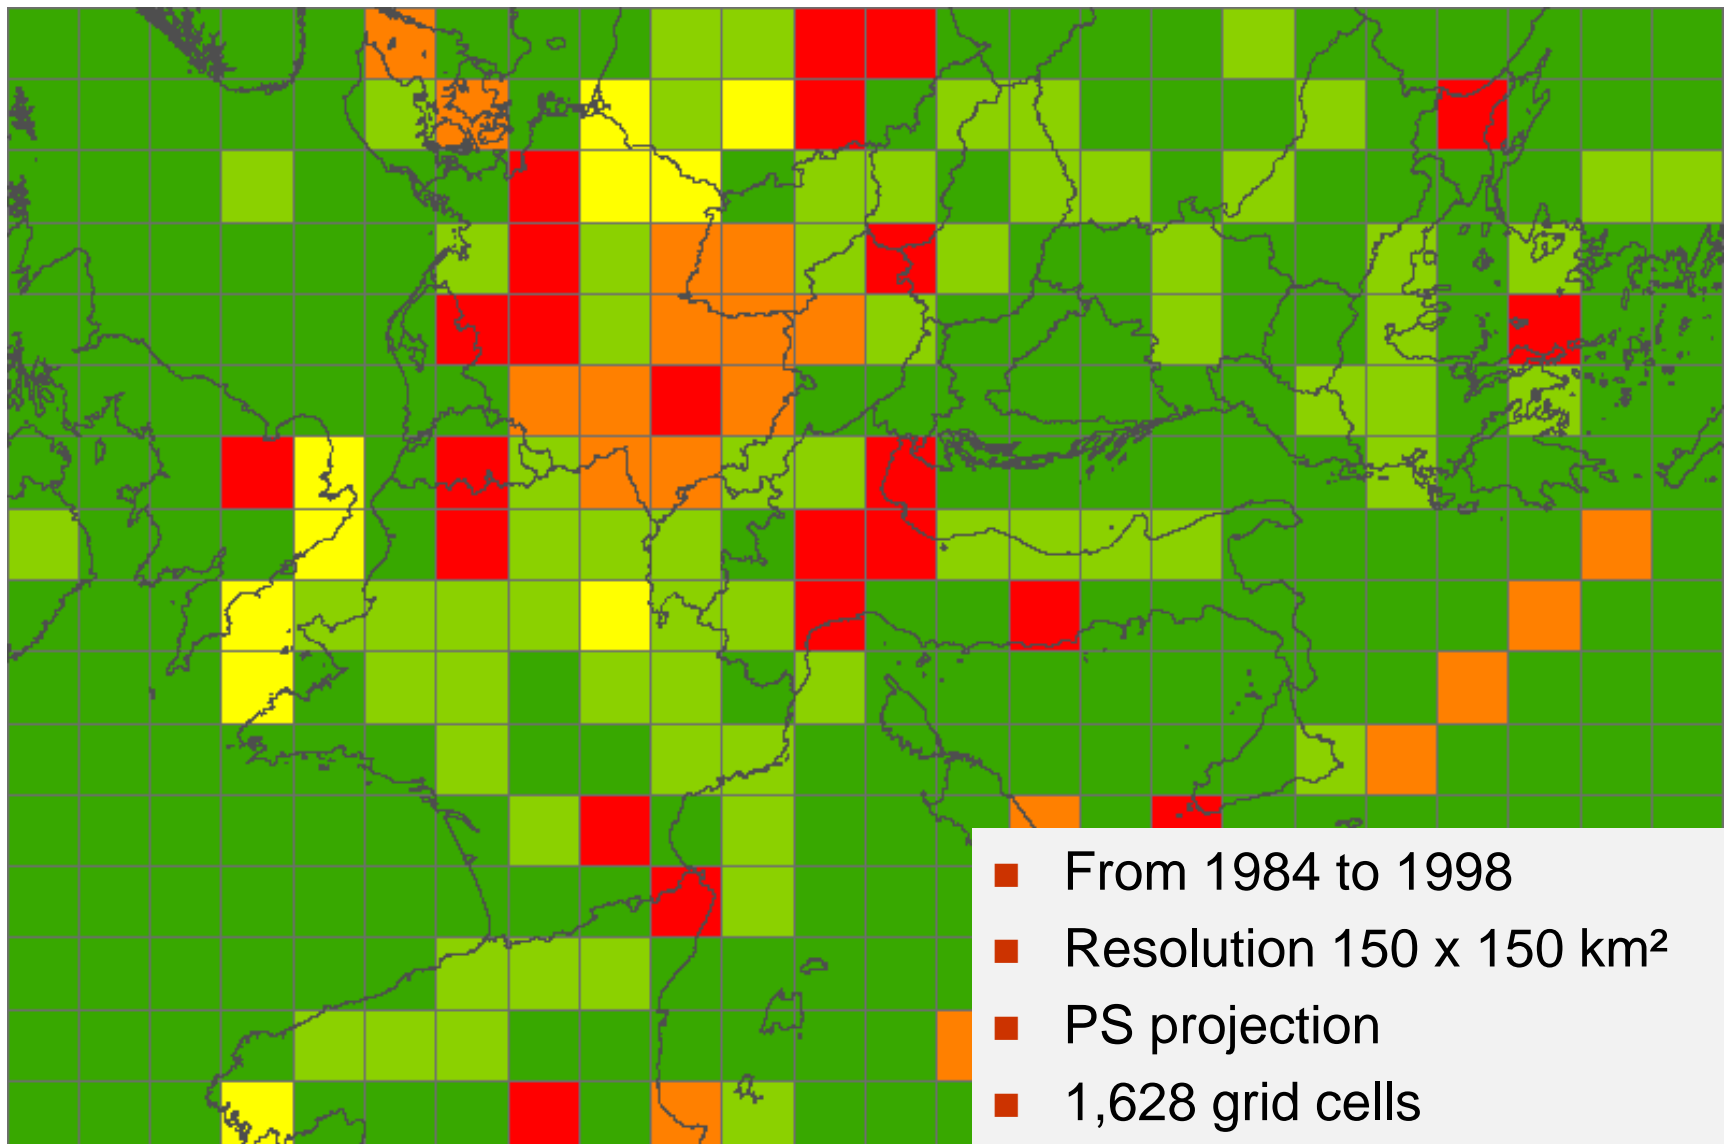 From 1984 to 1998
Resolution 150 x 150 km²
PS projection
1,628 grid cells